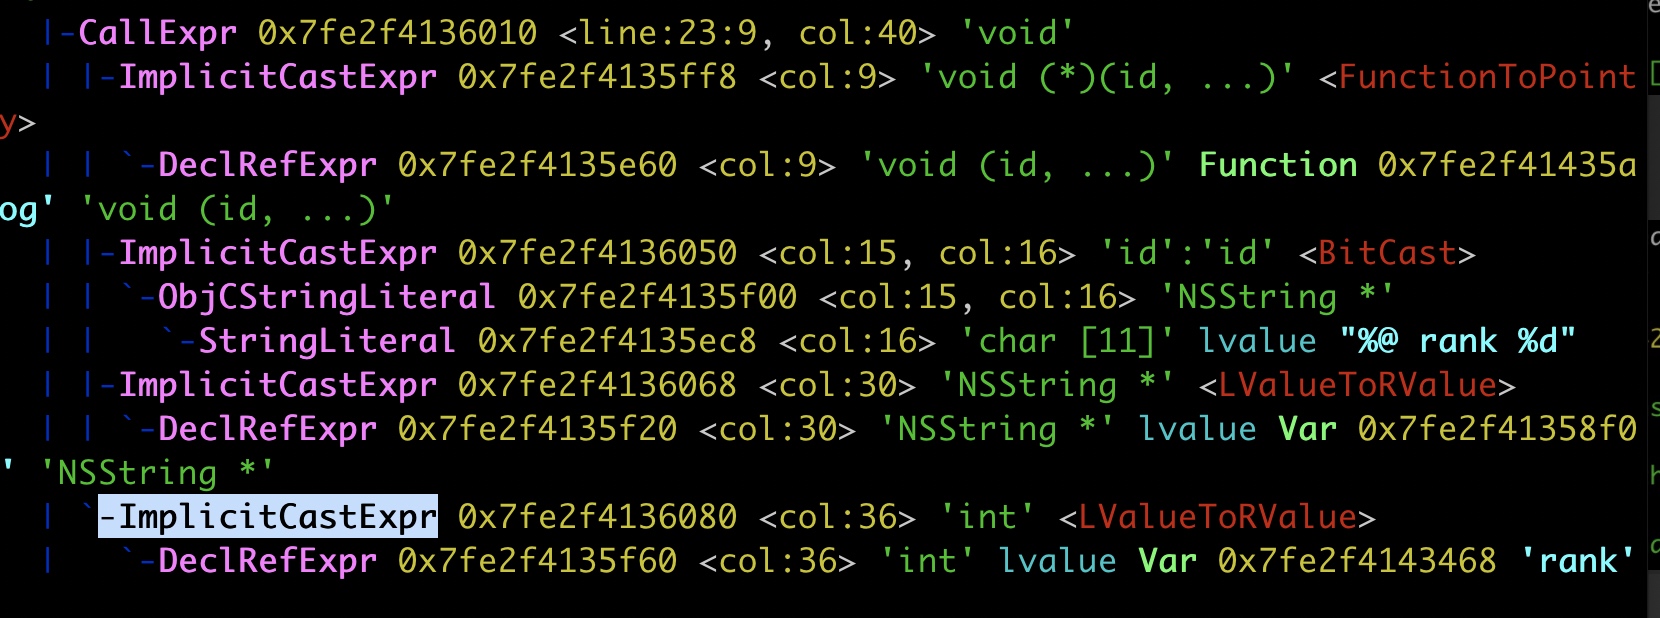 |-CallExpr 0x7fe2f4136010 <line:23:9, col:40> 'void'
| |-ImplicitCastExpr 0x7fe2f4135ff8 <col:9> 'void (*)(id, ...)' <FunctionToPoint
y>
| | `-DeclRefExpr 0x7fe2f4135e60 <col:9> 'void (id, ...)' Function 0x7fe2f41435a
og' 'void (id, ...)'
| |-ImplicitCastExpr 0x7fe2f4136050 <col:15, col:16> 'id':'id' <BitCast>
| | `-ObjCStringLiteral 0x7fe2f4135f00 <col:15, col:16> 'NSString *'
| |   `-StringLiteral 0x7fe2f4135ec8 <col:16> 'char [11]' lvalue "%@ rank %d"
| |-ImplicitCastExpr 0x7fe2f4136068 <col:30> 'NSString *' <LValueToRValue>
| | `-DeclRefExpr 0x7fe2f4135f20 <col:30> 'NSString *' lvalue Var 0x7fe2f41358f0
' 'NSString *'
| `-ImplicitCastExpr 0x7fe2f4136080 <col:36> 'int' <LValueToRValue>
|   `-DeclRefExpr 0x7fe2f4135f60 <col:36> 'int' lvalue Var 0x7fe2f4143468 'rank'